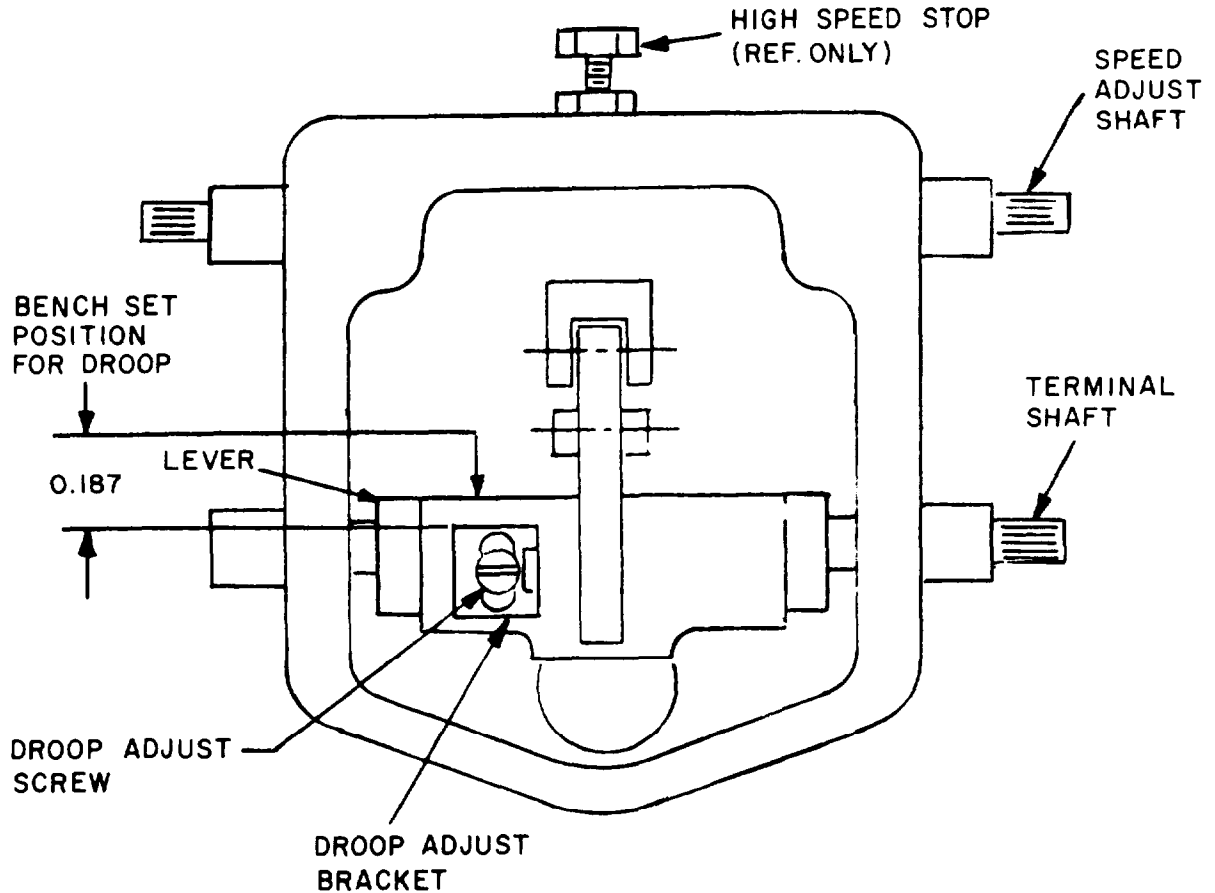 HIGH SPEED STOP
(REF. ONLY)
SPEED
ADJUST
SHAFT
BENCH SET
POSITION
FOR DROOP
TERMINAL
SHAFT
LEVER
0.187
DROOP ADJUST
SCREW
DROOP ADJUST
BRACKET